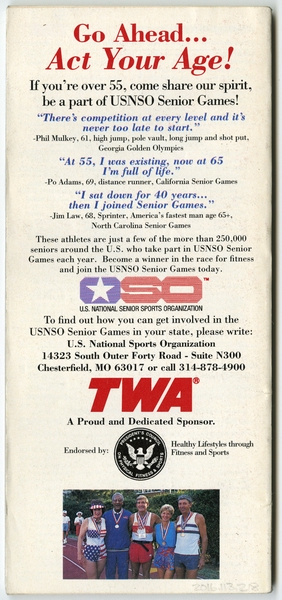 Go Ahead...
Act Your Age!
If you're over 55, come share our spirit,
be a part of USNSO Senior Games!
"There's competition at every level and it's
never too late to start."
-Phil Mulkey, 61, high jump, pole vault, long jump and shot put,
Georgia Golden Olympics
"At 55, I was existing, now at 65
I'm full of life."
-Po Adams, 69, distance runner, California Senior Games
"I sat down for 40 years...
then I joined Senior Games."
-Jim Law, 68, Sprinter, America's fastest man age 65+,
North Carolina Senior Games
These athletes are just a few of the more than 250,000
seniors around the U.S. who take part in USNSO Senior
Games each year. Become a winner in the race for fitness
and join the USNSO Senior Games today.
SO™
U.S. NATIONAL SENIOR SPORTS ORGANIZATION
To find out how you can get involved in the
USNSO Senior Games in your state, please write:
U.S. National Sports Organization
14323 South Outer Forty Road - Suite N300
Chesterfield, MO 63017 or call 314-878-4900
TWA®
A Proud and Dedicated Sponsor.
Endorsed by:
PRESIDENT'S COUNCIL
ON PHYSICAL FITNESS & SPORTS
Healthy Lifestyles through
Fitness and Sports